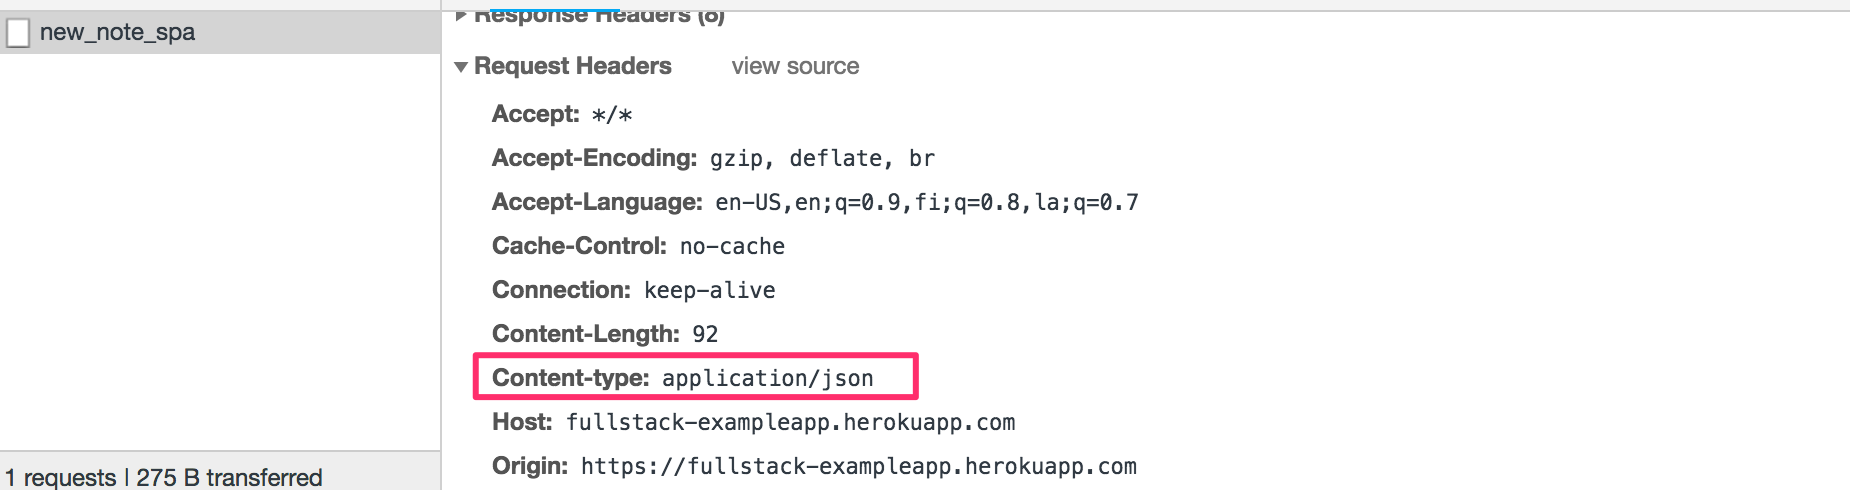 new_note_spa
Response Headers (8)
Request Headers view source
Accept: */*
Accept-Encoding: gzip, deflate, br
Accept-Language: en-US,en;q=0.9,fi;q=0.8,la;q=0.7
Cache-Control: no-cache
Connection: keep-alive
Content-Length: 92
Content-type: application/json
Host: fullstack-exampleapp.herokuapp.com
Origin: https://fullstack-exampleapp.herokuapp.com
1 requests | 275 B transferred